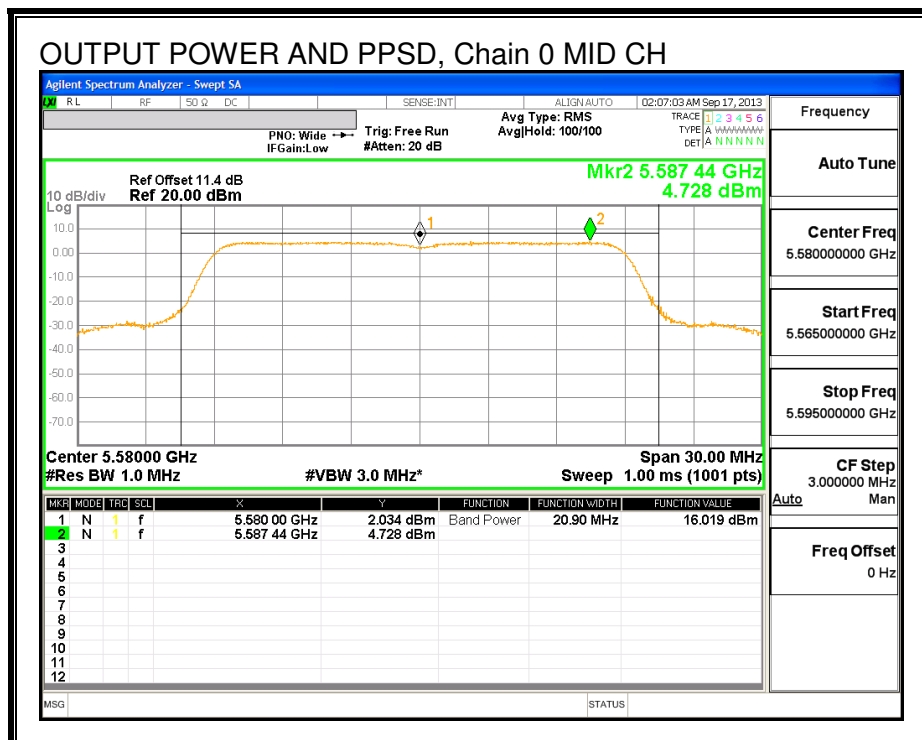 OUTPUT POWER AND PPSD, Chain 0 MID CH
Agilent Spectrum Analyzer - Swept SA
LXI RL RF 50 Ω DC SENSE:INT ALIGN AUTO 02:07:03 AM Sep 17, 2013
PNO: Wide
IFGain:Low
Trig: Free Run
#Atten: 20 dB
Avg Type: RMS
Avg|Hold: 100/100
TRACE 1 2 3 4 5 6
TYPE A WWWWW
DET A N N N N N
Mkr2 5.587 44 GHz
4.728 dBm
Ref Offset 11.4 dB
10 dB/div Ref 20.00 dBm
Log
10.0
0.00
-10.0
-20.0
-30.0
-40.0
-50.0
-60.0
-70.0
1
2
Center 5.58000 GHz Span 30.00 MHz
#Res BW 1.0 MHz #VBW 3.0 MHz* Sweep 1.00 ms (1001 pts)
MKR MODE TRC SCL X Y FUNCTION FUNCTION WIDTH FUNCTION VALUE
1 N 1 f 5.580 00 GHz 2.034 dBm Band Power 20.90 MHz 16.019 dBm
2 N 1 f 5.587 44 GHz 4.728 dBm
3
4
5
6
7
8
9
10
11
12
MSG STATUS
Frequency
Auto Tune
Center Freq
5.580000000 GHz
Start Freq
5.565000000 GHz
Stop Freq
5.595000000 GHz
CF Step
3.000000 MHz
Auto Man
Freq Offset
0 Hz